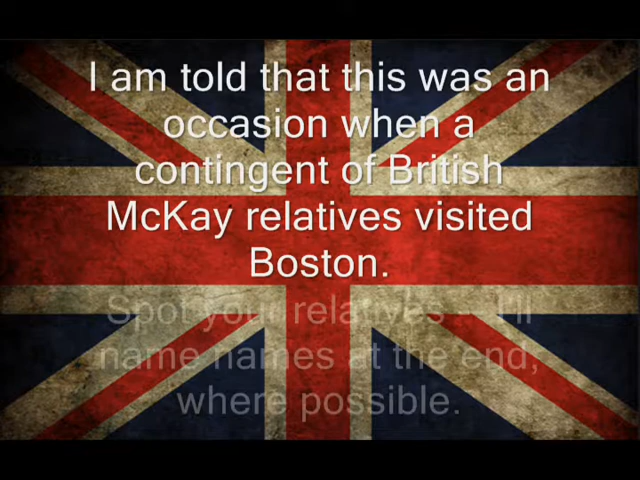 I am told that this was an
occasion when a
contingent of British
McKay relatives visited
Boston.
Spot your relatives... I'll
name names at the end,
where possible.